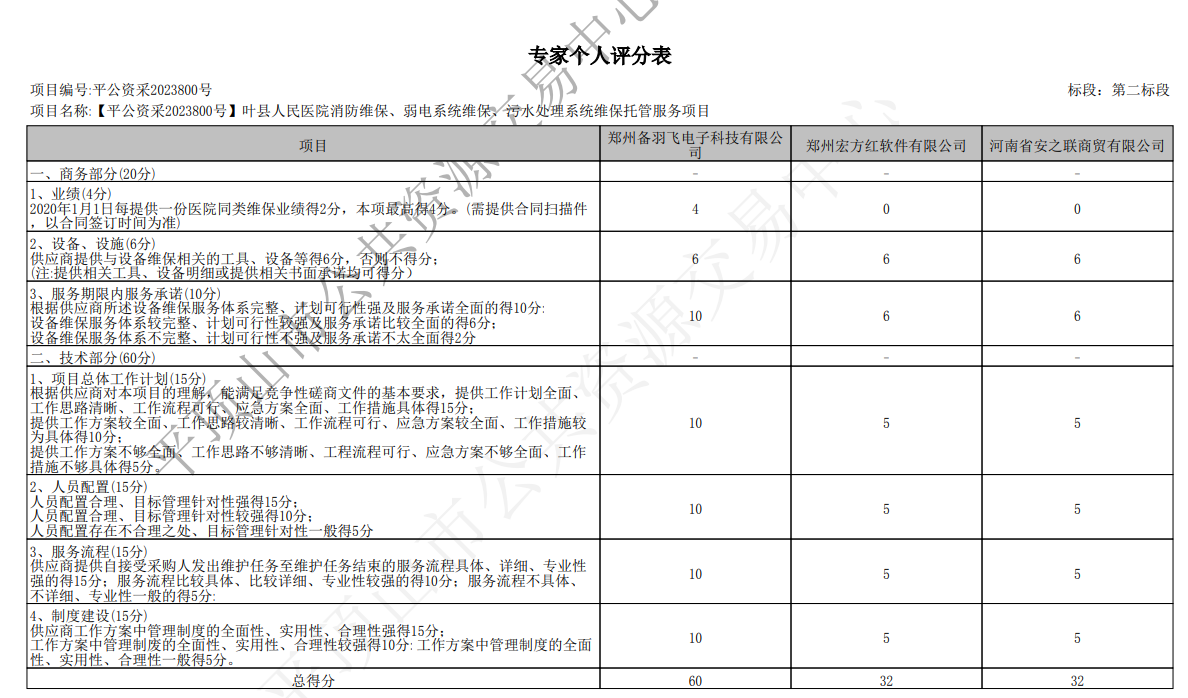 专家个人评分表
项目编号:平公资采2023800号
标段：第二标段
项目名称:【平公资采2023800号】叶县人民医院消防维保、弱电系统维保、污水处理系统维保托管服务项目
项目
郑州备羽飞电子科技有限公
司
郑州宏方红软件有限公司
河南省安之联商贸有限公司
一、商务部分(20分)
-
-
-
1、业绩(4分)
2020年1月1日每提供一份医院同类维保业绩得2分，本项最高得4分。(需提供合同扫描件
，以合同签订时间为准)
4
0
0
2、设备、设施(6分)
供应商提供与设备维保相关的工具、设备等得6分，否则不得分；
(注:提供相关工具、设备明细或提供相关书面承诺均可得分）
6
6
6
3、服务期限内服务承诺(10分)
根据供应商所述设备维保服务体系完整、计划可行性强及服务承诺全面的得10分:
设备维保服务体系较完整、计划可行性较强及服务承诺比较全面的得6分；
设备维保服务体系不完整、计划可行性不强及服务承诺不太全面得2分
10
6
6
二、技术部分(60分)
-
-
-
1、项目总体工作计划(15分)
根据供应商对本项目的理解，能满足竞争性磋商文件的基本要求，提供工作计划全面、
工作思路清晰、工作流程可行、应急方案全面、工作措施具体得15分；
提供工作方案较全面、工作思路较清晰、工作流程可行、应急方案较全面、工作措施较
为具体得10分；
提供工作方案不够全面、工作思路不够清晰、工程流程可行、应急方案不够全面、工作
措施不够具体得5分。
10
5
5
2、人员配置(15分)
人员配置合理、目标管理针对性强得15分；
人员配置合理、目标管理针对性较强得10分；
人员配置存在不合理之处、目标管理针对性一般得5分
10
5
5
3、服务流程(15分)
供应商提供自接受采购人发出维护任务至维护任务结束的服务流程具体、详细、专业性
强的得15分；服务流程比较具体、比较详细、专业性较强的得10分；服务流程不具体、
不详细、专业性一般的得5分:
10
5
5
4、制度建设(15分)
供应商工作方案中管理制度的全面性、实用性、合理性强得15分；
工作方案中管理制度的全面性、实用性、合理性较强得10分:工作方案中管理制度的全面
性、实用性、合理性一般得5分。
10
5
5
总得分
60
32
32
平顶山市公共资源交易中心
平顶山市公共资源交易中心